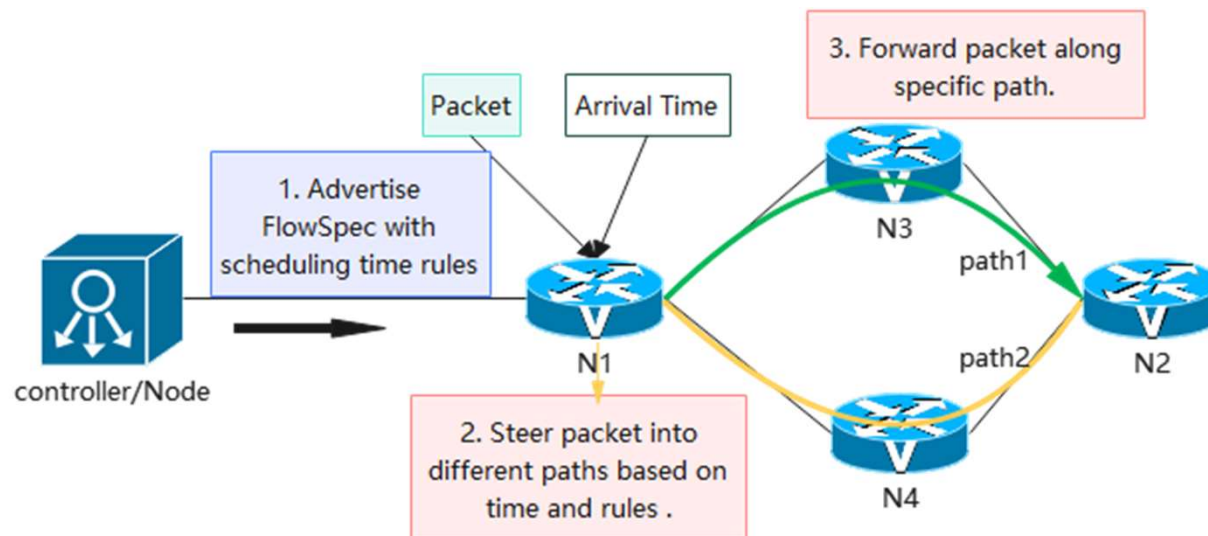 3. Forward packet along
specific path.
Packet
Arrival Time
1. Advertise
FlowSpec with
scheduling time rules
N3
path1
N1
N2
controller/Node
path2
2. Steer packet into
different paths based on
time and rules .
N4